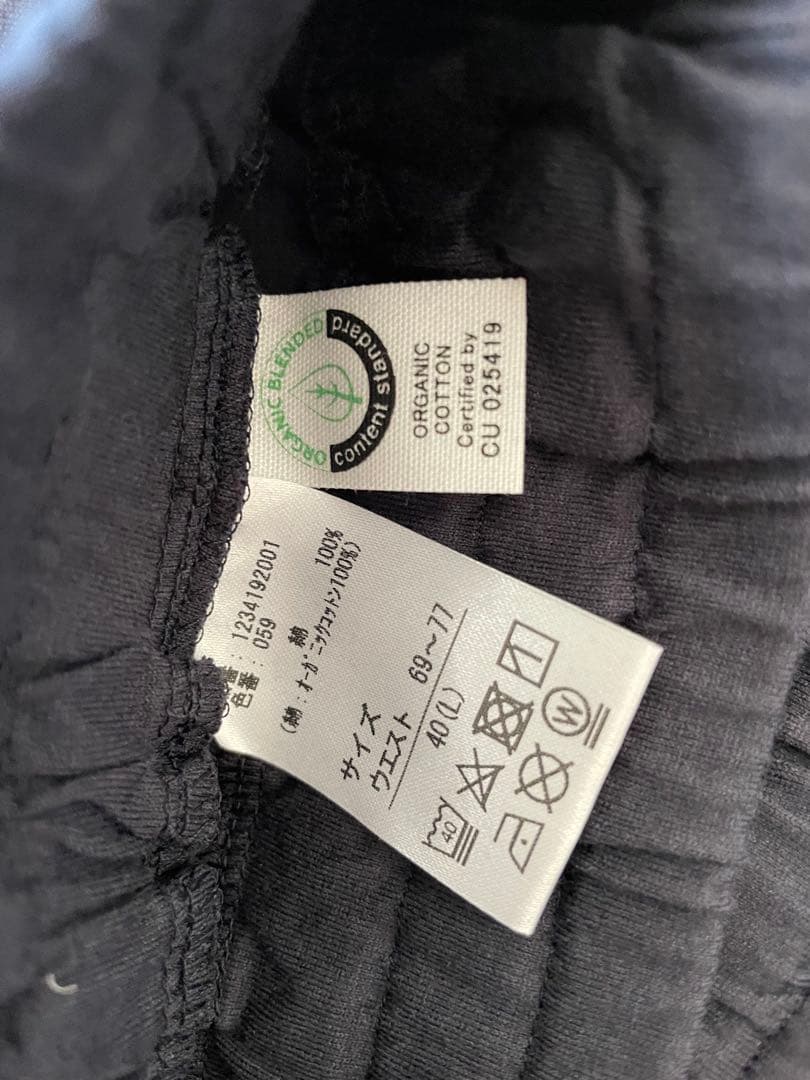 ORGANIC BLENDED
content standard
ORGANIC
COTTON
Certified by
CU 025419
番：1234192001
色番：059
綿 100%
(綿：オーガニックコットン100%)
サイズ
ウエスト 69～77
40(L)
40
W